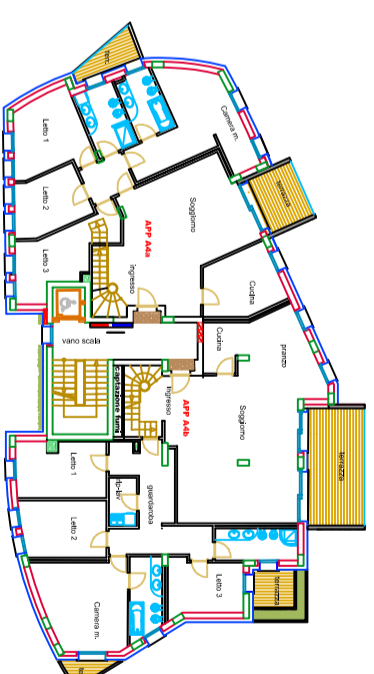 terr.
Camera m.
Letto 1
terrazza
Letto 2
Soggiorno
APP A4a
Letto 3
ingresso
Cucina
vano scala
Cucina
pranzo
captazione fumi
ingresso
APP A4b
Soggiorno
terrazza
Letto 1
guardaroba
Letto 2
Letto 3
terrazza
Camera m.